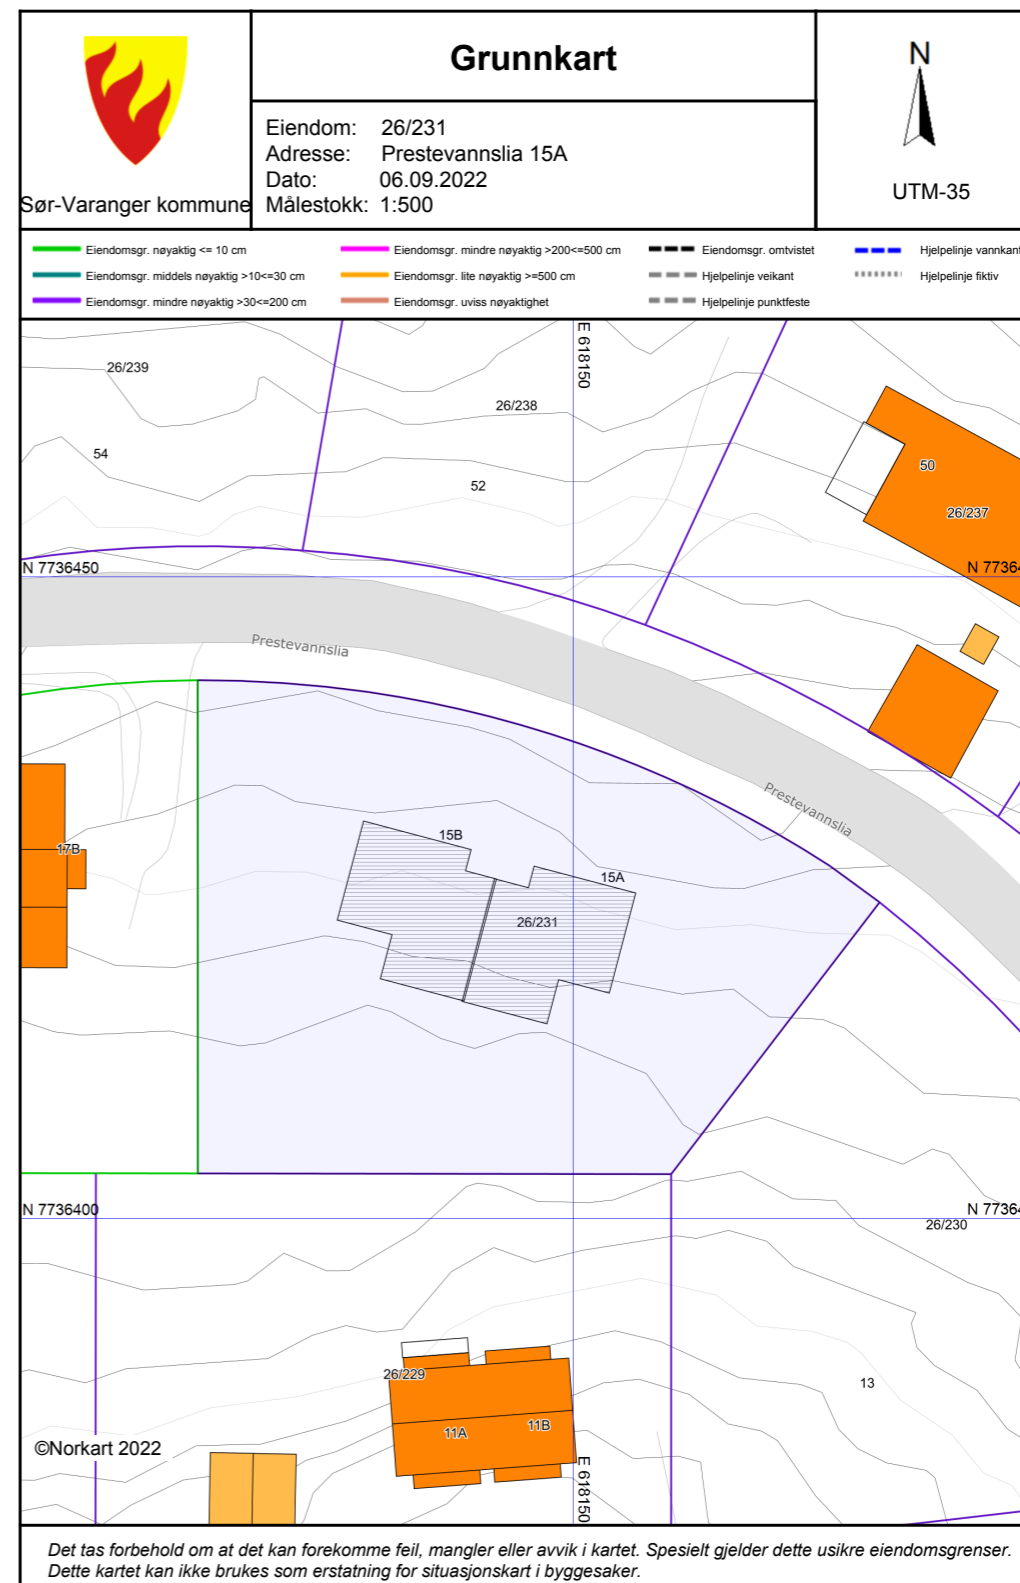 Grunnkart
Sør-Varanger kommune
Eiendom: 26/231
Adresse: Prestevannslia 15A
Dato: 06.09.2022
Målestokk: 1:500
N
UTM-35
Eiendomsgr. nøyaktig <= 10 cm
Eiendomsgr. middels nøyaktig >10<=30 cm
Eiendomsgr. mindre nøyaktig >30<=200 cm
Eiendomsgr. mindre nøyaktig >200<=500 cm
Eiendomsgr. lite nøyaktig >=500 cm
Eiendomsgr. uviss nøyaktighet
Eiendomsgr. omtvistet
Hjelpelinje veikant
Hjelpelinje punktfeste
Hjelpelinje vannkant
Hjelpelinje fiktiv
E 618150
26/239
26/238
54
52
50
26/237
N 7736450
N 77364
Prestevannslia
Prestevannslia
15B
17B
15A
26/231
N 7736400
N 77364
26/230
26/229
13
11A
11B
©Norkart 2022
E 618150
Det tas forbehold om at det kan forekomme feil, mangler eller avvik i kartet. Spesielt gjelder dette usikre eiendomsgrenser.
Dette kartet kan ikke brukes som erstatning for situasjonskart i byggesaker.